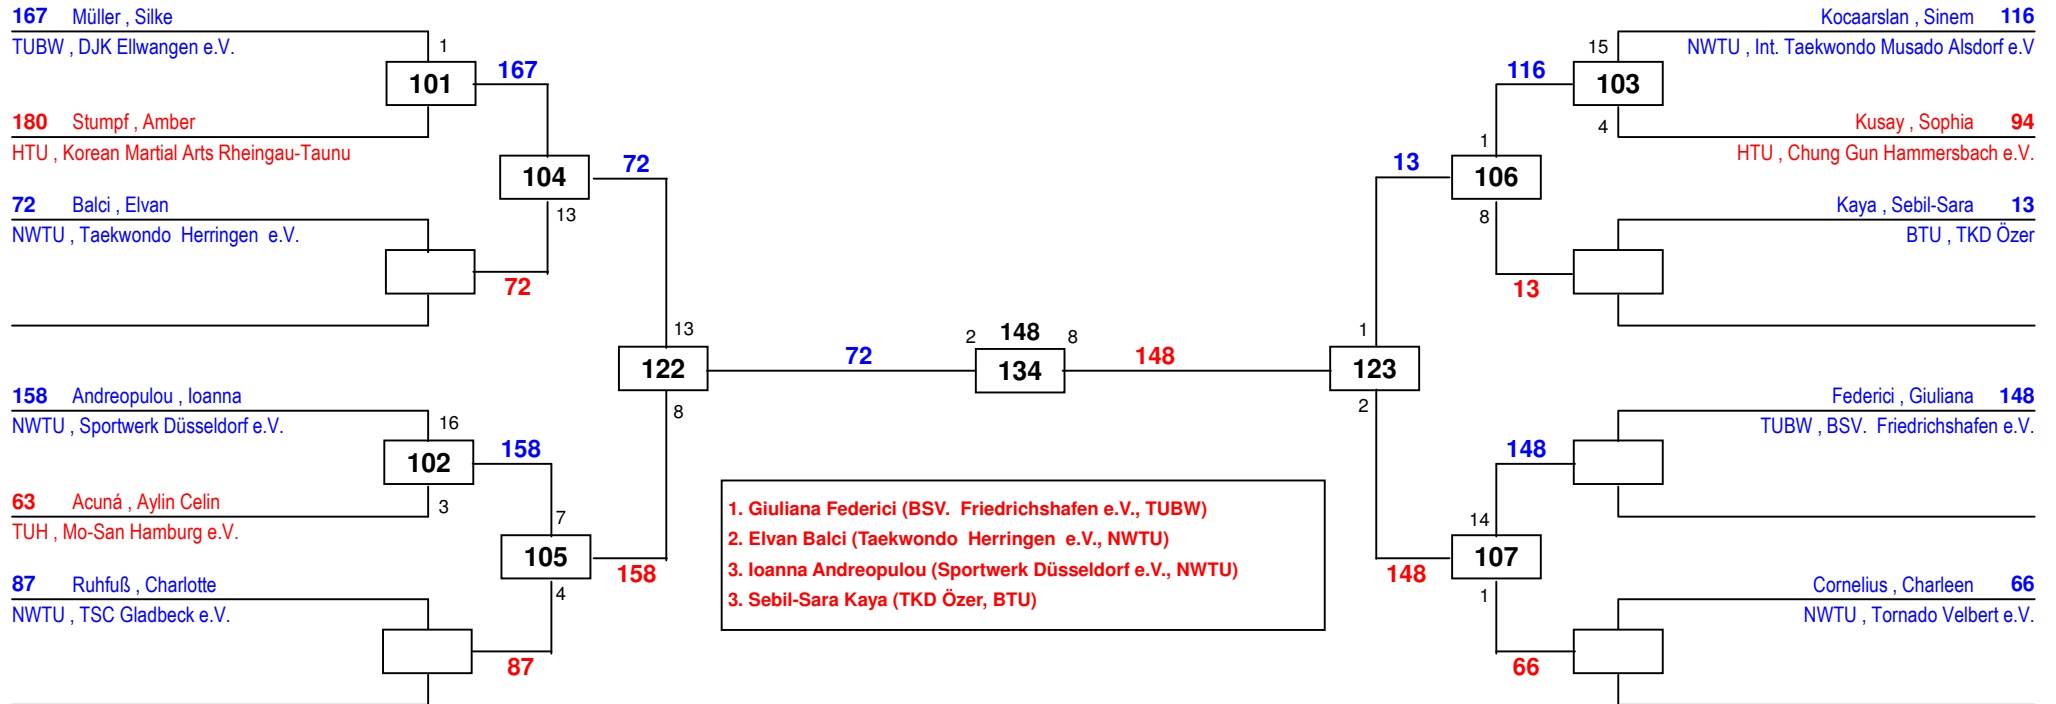 167 Müller , Silke
TUBW , DJK Ellwangen e.V.
1
101
167
180 Stumpf , Amber
HTU , Korean Martial Arts Rheingau-Taunu
104
72
13
72 Balci , Elvan
NWTU , Taekwondo Herringen e.V.
72
13
122
8
72
158 Andreopulou , Ioanna
NWTU , Sportwerk Düsseldorf e.V.
16
102
158
3
63 Acuná , Aylin Celin
TUH , Mo-San Hamburg e.V.
7
105
158
4
87 Ruhfuß , Charlotte
NWTU , TSC Gladbeck e.V.
87
2 148 8
134
148
Kocaarslan , Sinem 116
NWTU , Int. Taekwondo Musado Alsdorf e.V
15
116
103
4
Kusay , Sophia 94
HTU , Chung Gun Hammersbach e.V.
1
13
106
8
Kaya , Sebil-Sara 13
BTU , TKD Özer
13
1
123
2
Federici , Giuliana 148
TUBW , BSV. Friedrichshafen e.V.
148
14
107
148
1
Cornelius , Charleen 66
NWTU , Tornado Velbert e.V.
66
1. Giuliana Federici (BSV. Friedrichshafen e.V., TUBW)
2. Elvan Balci (Taekwondo Herringen e.V., NWTU)
3. Ioanna Andreopulou (Sportwerk Düsseldorf e.V., NWTU)
3. Sebil-Sara Kaya (TKD Özer, BTU)